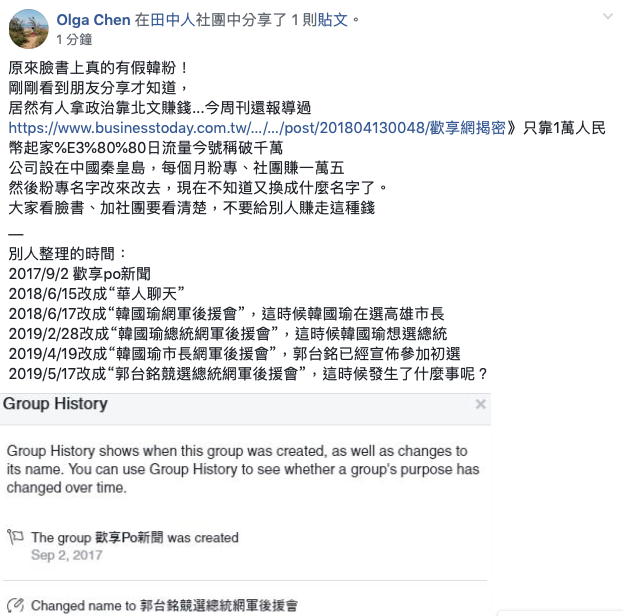 Olga Chen 在田中人社團中分享了 1 則貼文。
1 分鐘
原來臉書上真的有假韓粉！
剛剛看到朋友分享才知道，
居然有人拿政治靠北文賺錢...今周刊還報導過
https://www.businesstoday.com.tw/.../.../post/201804130048/歡享網揭密》只靠1萬人民
幣起家%E3%80%80日流量今號稱破千萬
公司設在中國秦皇島，每個月粉專、社團賺一萬五
然後粉專名字改來改去，現在不知道又換成什麼名字了。
大家看臉書、加社團要看清楚，不要給別人賺走這種錢
—
別人整理的時間：
2017/9/2 歡享po新聞
2018/6/15改成“華人聊天”
2018/6/17改成“韓國瑜網軍後援會”，這時候韓國瑜在選高雄市長
2019/2/28改成“韓國瑜總統網軍後援會”，這時候韓國瑜想選總統
2019/4/19改成“韓國瑜市長網軍後援會”，郭台銘已經宣佈參加初選
2019/5/17改成“郭台銘競選總統網軍後援會”，這時候發生了什麼事呢？
Group History
Group History shows when this group was created, as well as changes to
its name. You can use Group History to see whether a group's purpose has
changed over time.
The group 歡享Po新聞 was created
Sep 2, 2017
Changed name to 郭台銘競選總統網軍後援會